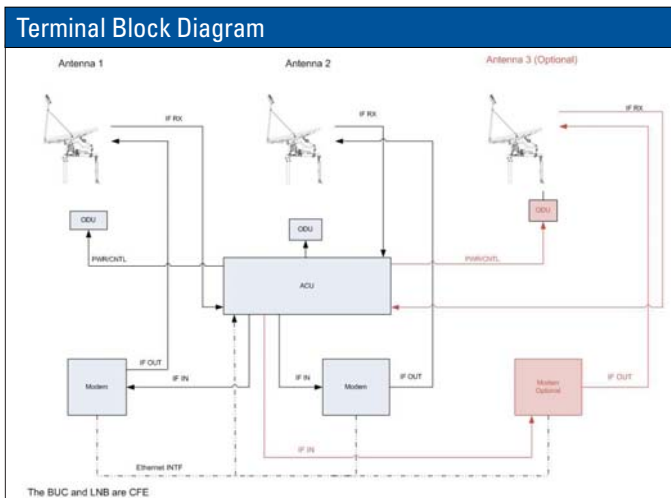 Terminal Block Diagram
Antenna 1
Antenna 2
Antenna 3 (Optional)
IF RX
IF RX
IF RX
ODU
ODU
ODU
PWR/CNTL
PWR/CNTL
ACU
IF OUT
IF IN
IF IN
IF OUT
IF OUT
Modem
Modem
Modem
Optional
IF IN
Ethernet INTF
The BUC and LNB are CFE